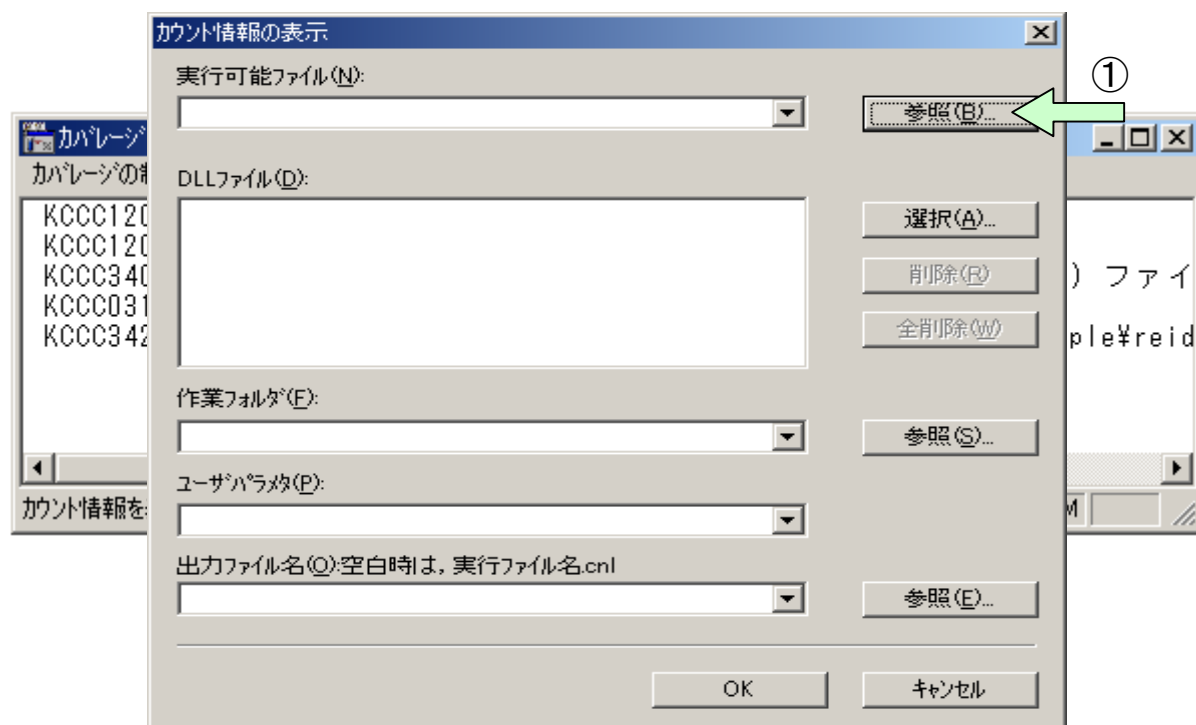 カウント情報の表示
実行可能ファイル(N):
①
参照(B)...
カバレージ
カバレージの
DLLファイル(D):
KCCC120
KCCC120
KCCC340
KCCC031
KCCC342
選択(A)...
削除(R)
) ファイ
全削除(W)
ple¥reid
作業フォルダ(F):
参照(S)...
ユーザパラメタ(P):
カウント情報を
出力ファイル名(O):空白時は, 実行ファイル名.cnl
参照(E)...
OK
キャンセル